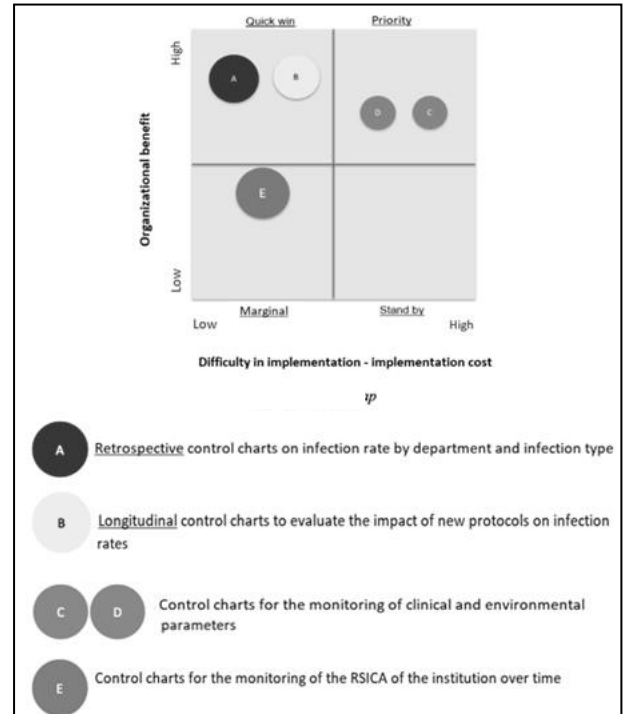 Quick win Priority
High
A B
D C
Organizational benefit
E
Low
Marginal Stand by
Low High
Difficulty in implementation - implementation cost
A Retrospective control charts on infection rate by department and infection type
B Longitudinal control charts to evaluate the impact of new protocols on infection
rates
C D Control charts for the monitoring of clinical and environmental
parameters
E Control charts for the monitoring of the RSICA of the institution over time